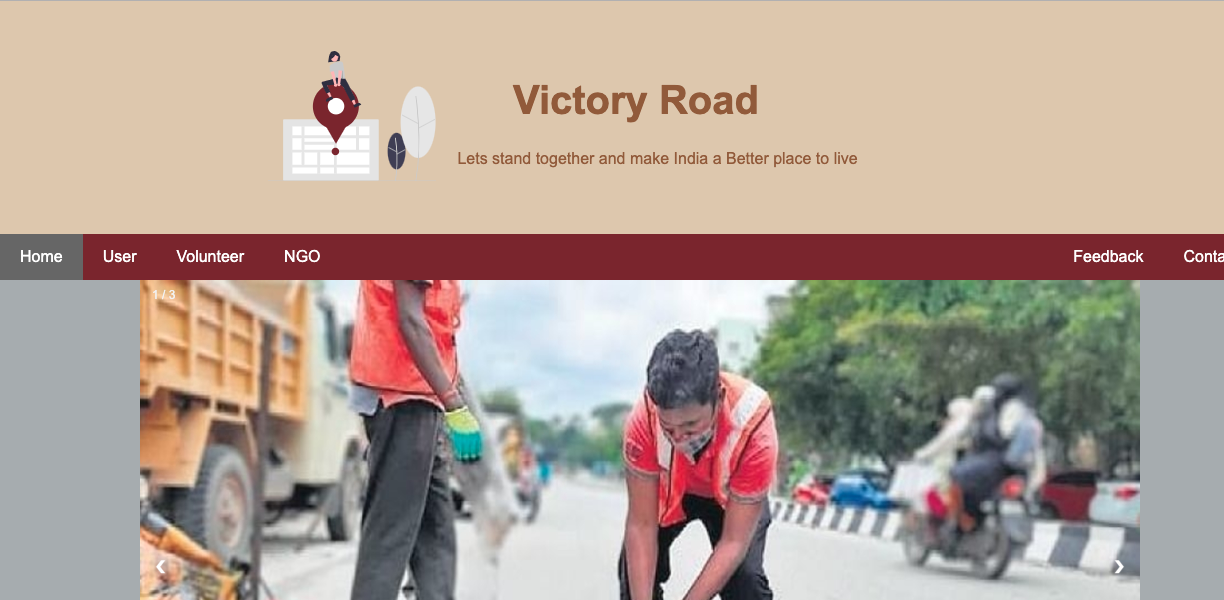 Victory Road
Lets stand together and make India a Better place to live
Home User Volunteer NGO Feedback Conta
1 / 3